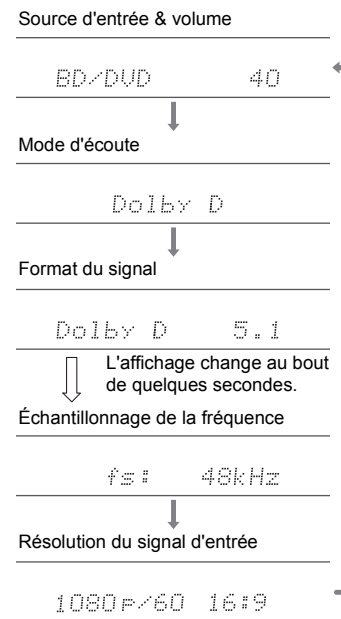 Source d'entrée & volume
BD/DVD 40
Mode d'écoute
Dolby D
Format du signal
Dolby D 5.1
L'affichage change au bout
de quelques secondes.
Échantillonnage de la fréquence
fs: 48kHz
Résolution du signal d'entrée
1080p/60 16:9